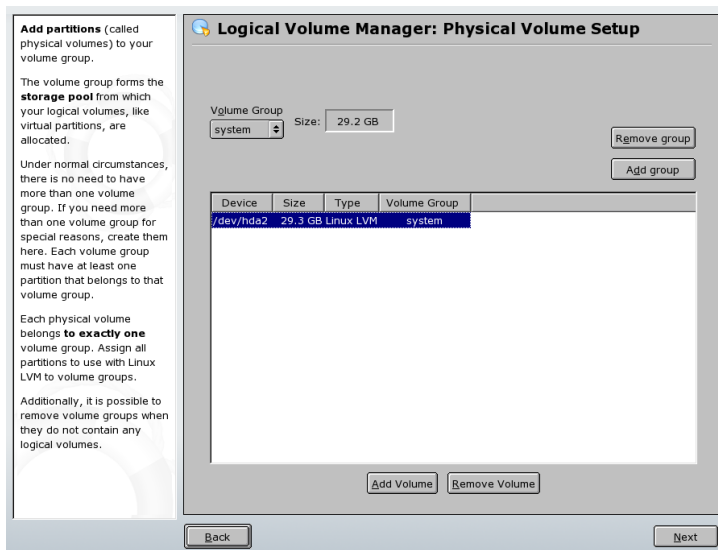 Add partitions (called
physical volumes) to your
volume group.
The volume group forms the
storage pool from which
your logical volumes, like
virtual partitions, are
allocated.
Under normal circumstances,
there is no need to have
more than one volume
group. If you need more
than one volume group for
special reasons, create them
here. Each volume group
must have at least one
partition that belongs to that
volume group.
Each physical volume
belongs to exactly one
volume group. Assign all
partitions to use with Linux
LVM to volume groups.
Additionally, it is possible to
remove volume groups when
they do not contain any
logical volumes.
Logical Volume Manager: Physical Volume Setup
Volume Group
system
Size: 29.2 GB
Remove group
Add group
Device Size Type Volume Group
/dev/hda2 29.3 GB Linux LVM system
Add Volume Remove Volume
Back Next